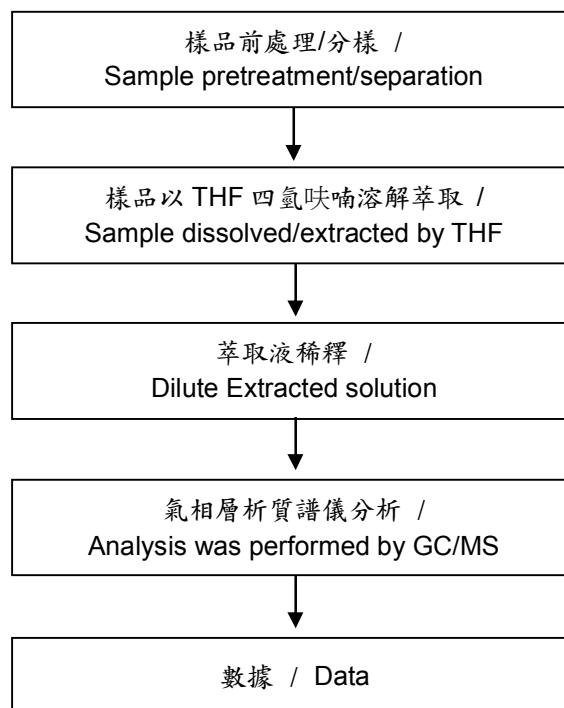 樣品前處理/分樣 /
Sample pretreatment/separation
樣品以 THF 四氫呋喃溶解萃取 /
Sample dissolved/extracted by THF
萃取液稀釋 /
Dilute Extracted solution
氣相層析質譜儀分析 /
Analysis was performed by GC/MS
數據 / Data